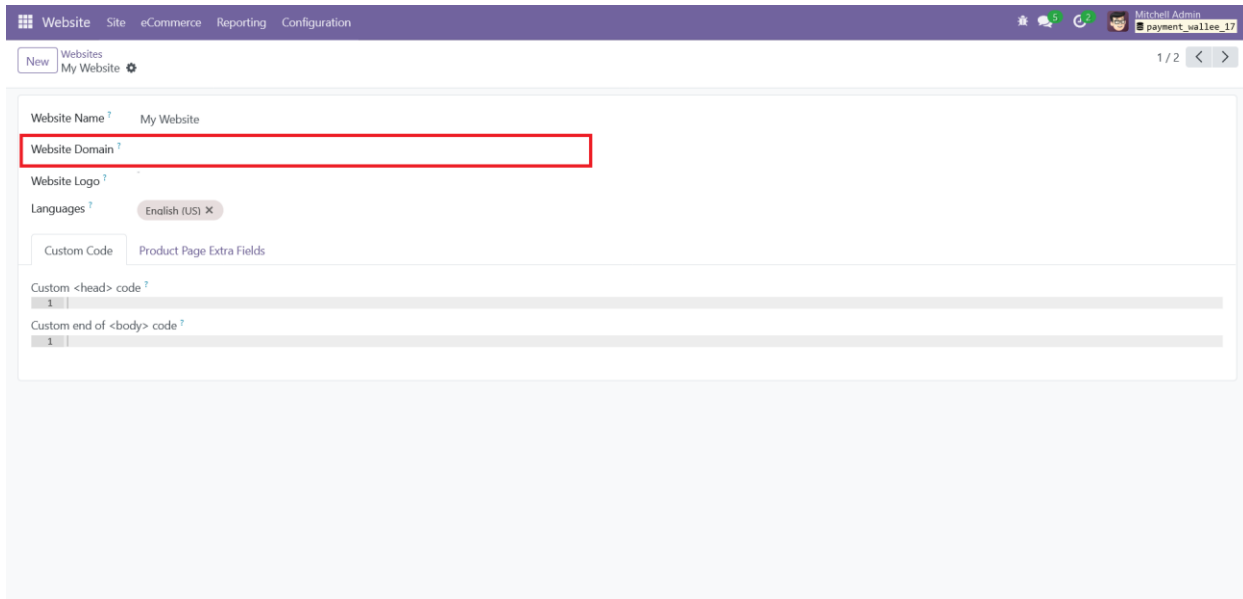 Website Site eCommerce Reporting Configuration 5 2 Mitchell Admin
payment_wallee_17
New Websites
My Website
1 / 2
Website Name ? My Website
Website Domain ?
Website Logo ?
Languages ? English (US) ×
Custom Code Product Page Extra Fields
Custom <head> code ?
1
Custom end of <body> code ?
1